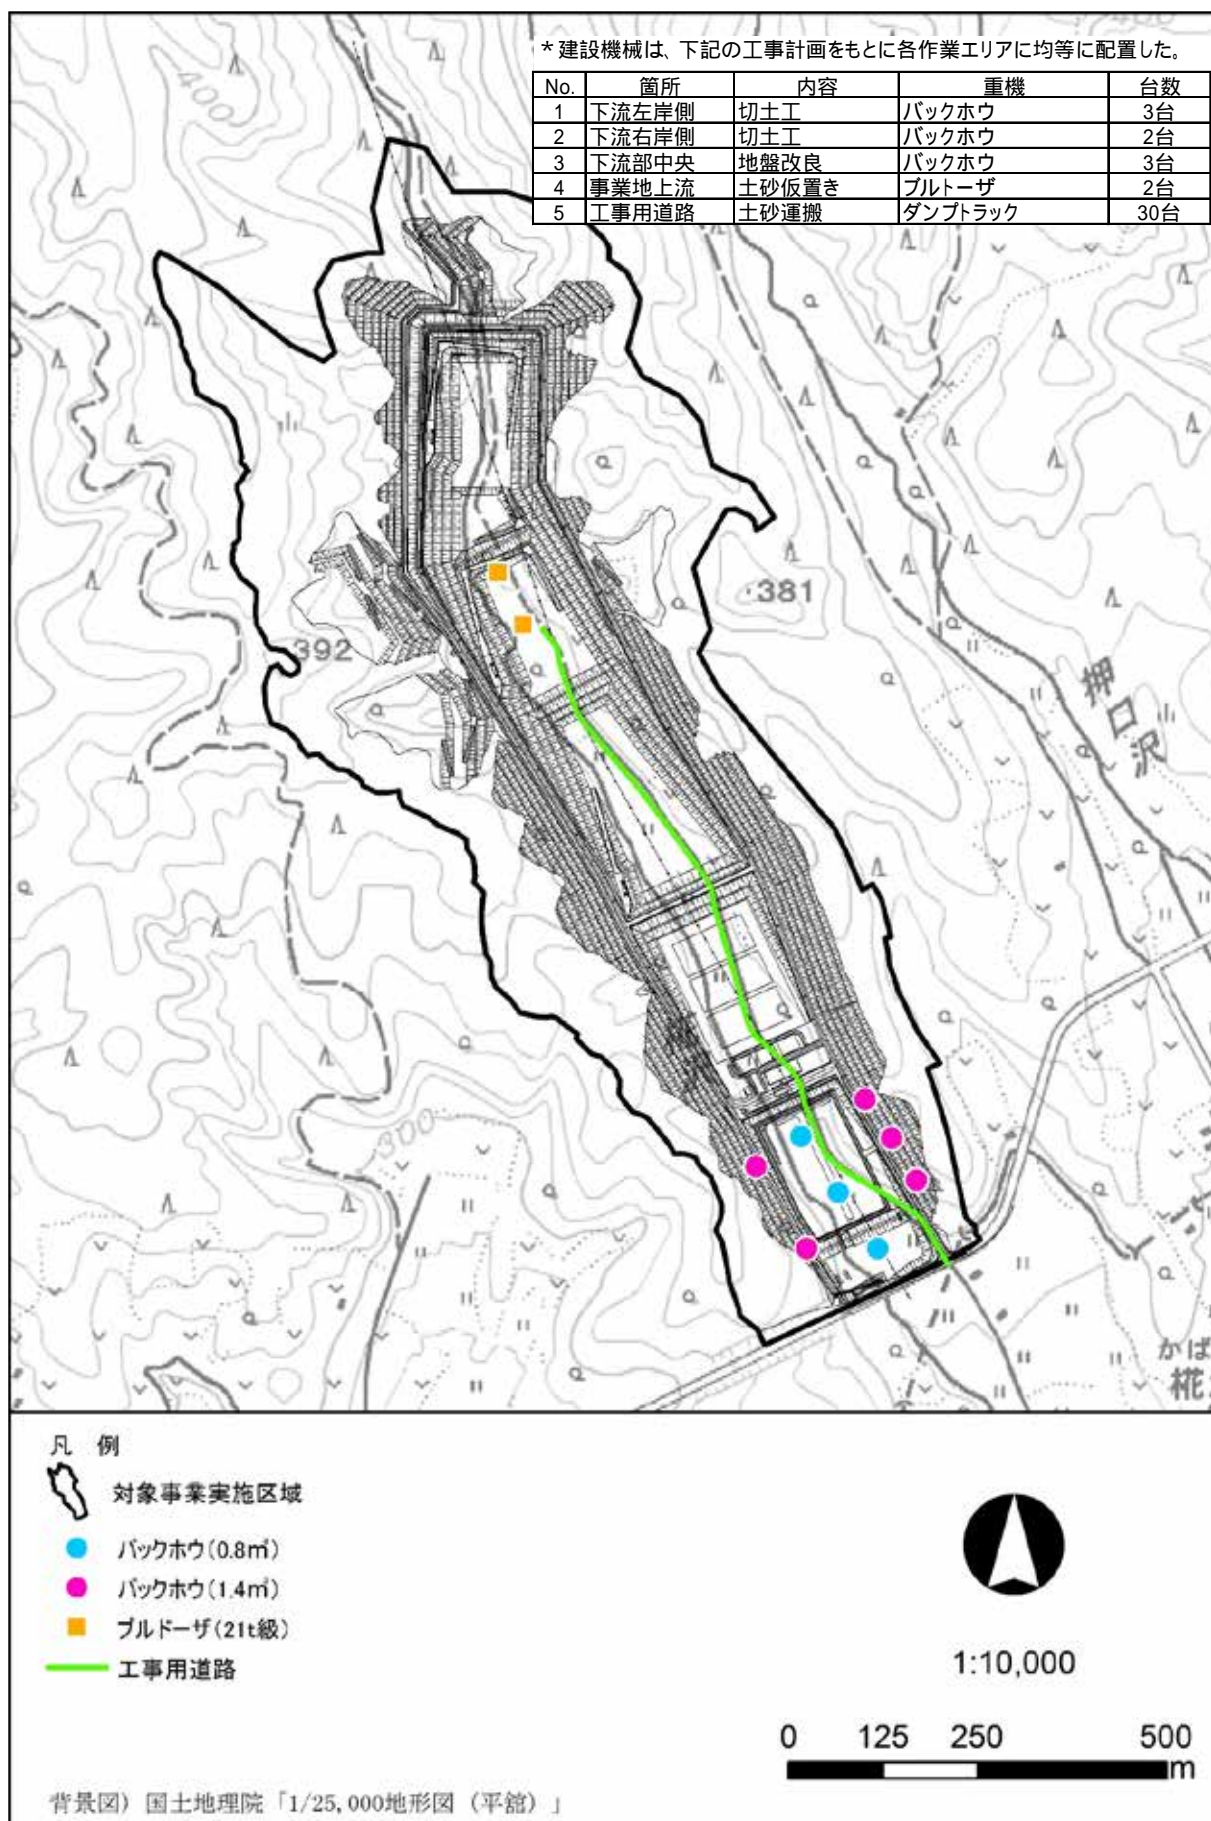 *建設機械は、下記の工事計画をもとに各作業エリアに均等に配置した。
No. 箇所 内容 重機 台数
1 下流左岸側 切土工 バックホウ 3台
2 下流右岸側 切土工 バックホウ 2台
3 下流部中央 地盤改良 バックホウ 3台
4 事業地上流 土砂仮置き ブルトーザ 2台
5 工事用道路 土砂運搬 ダンプトラック 30台
400
381
392
押口沢
300
かば
椛
凡 例
対象事業実施区域
バックホウ(0.8㎥)
バックホウ(1.4㎥)
ブルドーザ(21t級)
工事用道路
1:10,000
0 125 250 500
m
背景図) 国土地理院「1/25,000地形図(平舘)」